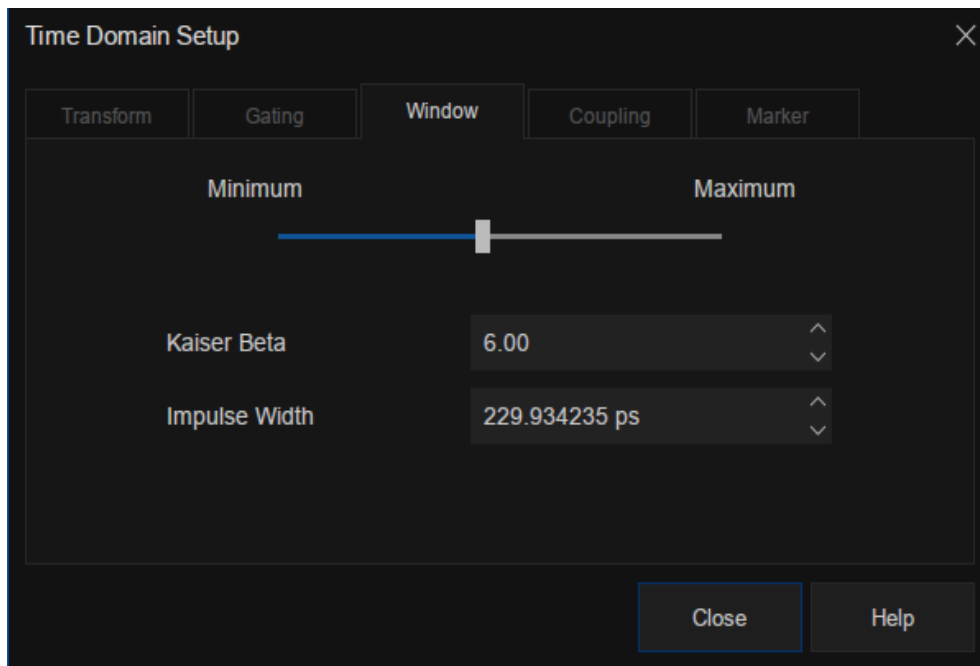 Time Domain Setup
Transform Gating Window Coupling Marker
Minimum Maximum
Kaiser Beta 6.00
Impulse Width 229.934235 ps
Close Help